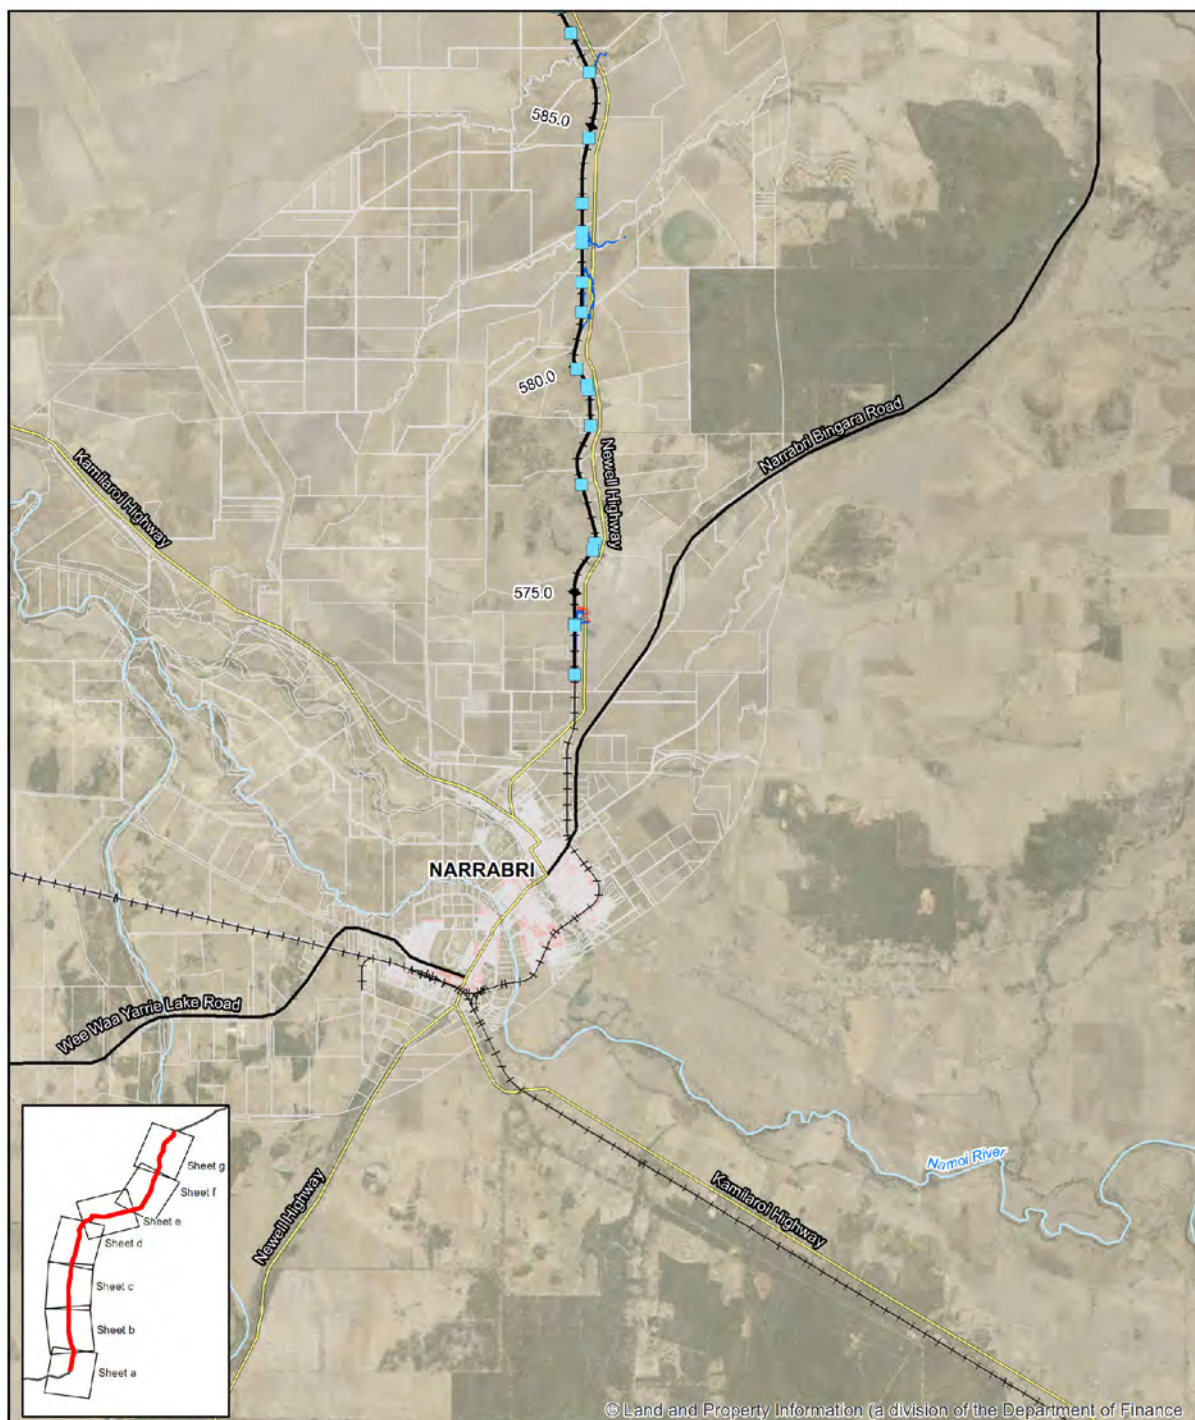 585.0
580.0
Narrabri Bingara Road
Kamilaroi Highway
Newell Highway
575.0
NARRABRI
Wee Waa Yarrie Lake Road
Namoi River
Kamilaroi Highway
Newell Highway
Sheet g
Sheet f
Sheet e
Sheet d
Sheet c
Sheet b
Sheet a
© Land and Property Information (a division of the Department of Finance